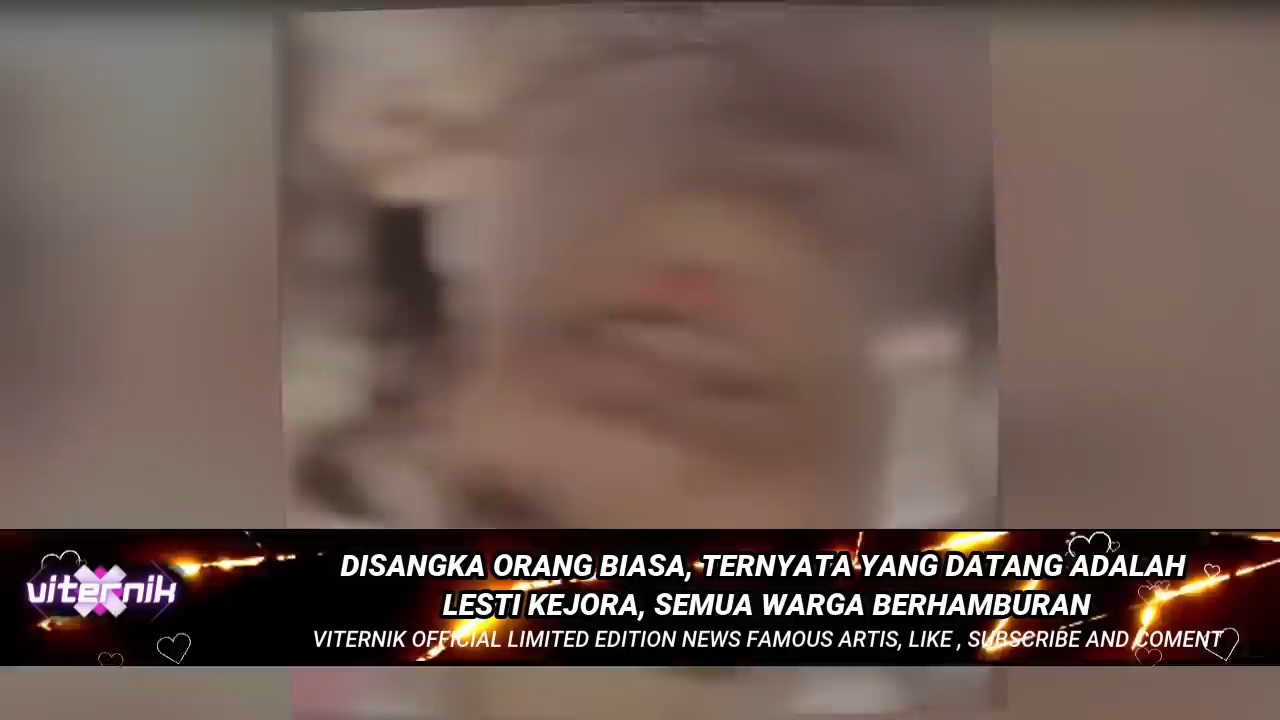 DISANGKA ORANG BIASA, TERNYATA YANG DATANG ADALAH
viternik
LESTI KEJORA, SEMUA WARGA BERHAMBURAN
VITERNIK OFFICIAL LIMITED EDITION NEWS FAMOUS ARTIS, LIKE , SUBSCRIBE AND COMENT